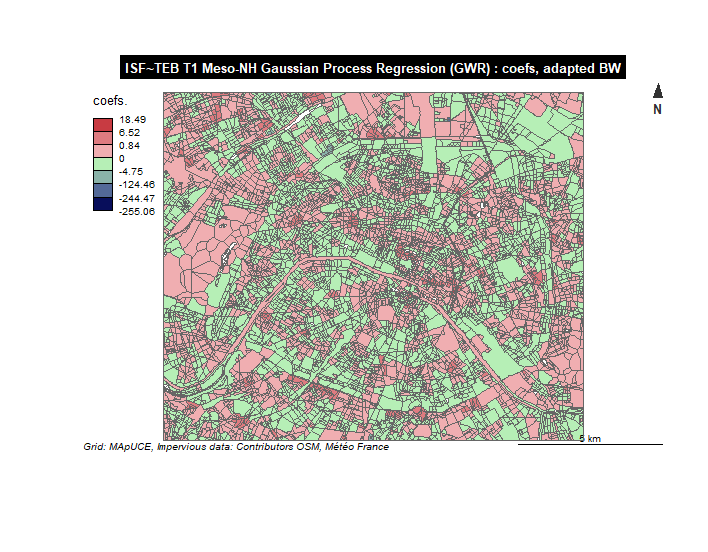 ISF~TEB T1 Meso-NH Gaussian Process Regression (GWR) : coefs, adapted BW
N
coefs.
18.49
6.52
0.84
0
-4.75
-124.46
-244.47
-255.06
5 km
Grid: MApUCE, Impervious data: Contributors OSM, Météo France